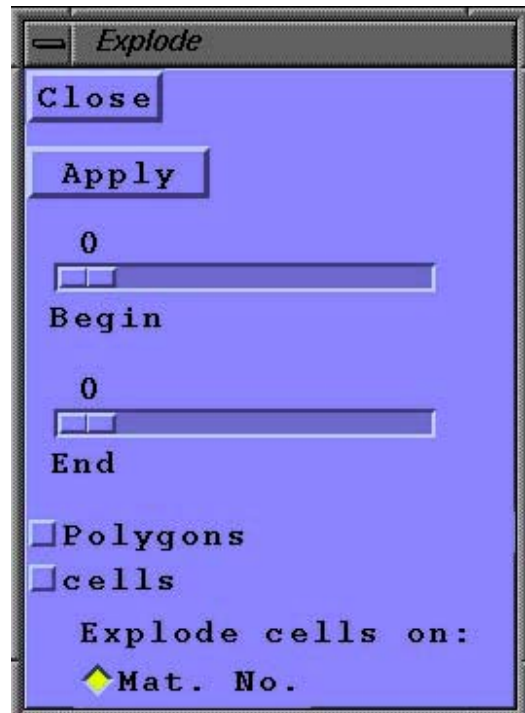 Explode
Close
Apply
0
Begin
0
End
Polygons
cells
Explode cells on:
Mat. No.